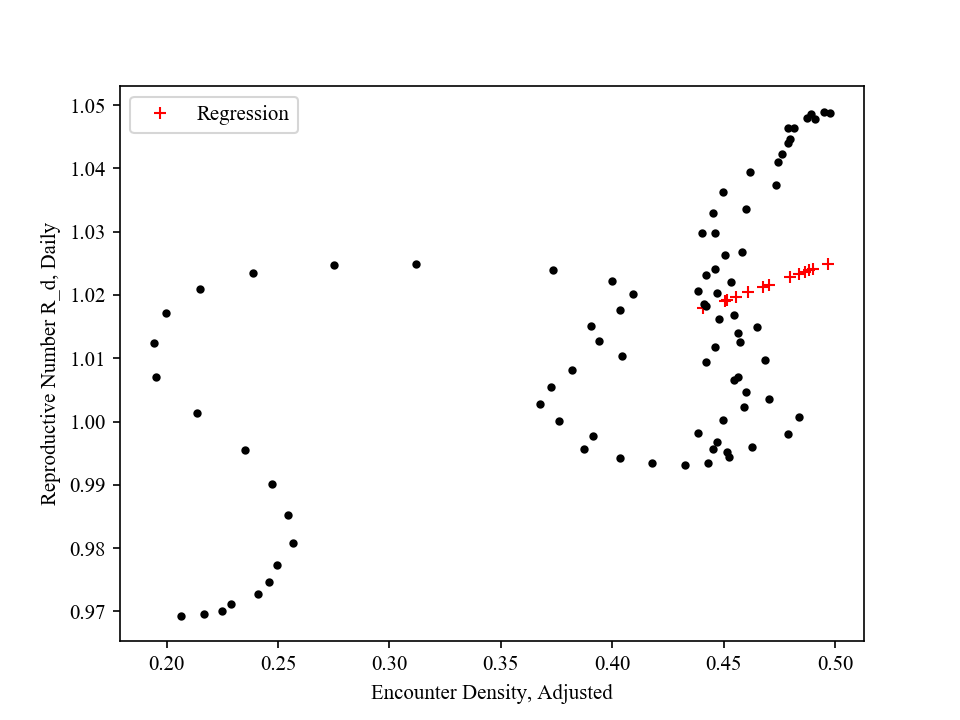 Regression
Reproductive Number R_d, Daily
1.05
1.04
1.03
1.02
1.01
1.00
0.99
0.98
0.97
0.20 0.25 0.30 0.35 0.40 0.45 0.50
Encounter Density, Adjusted